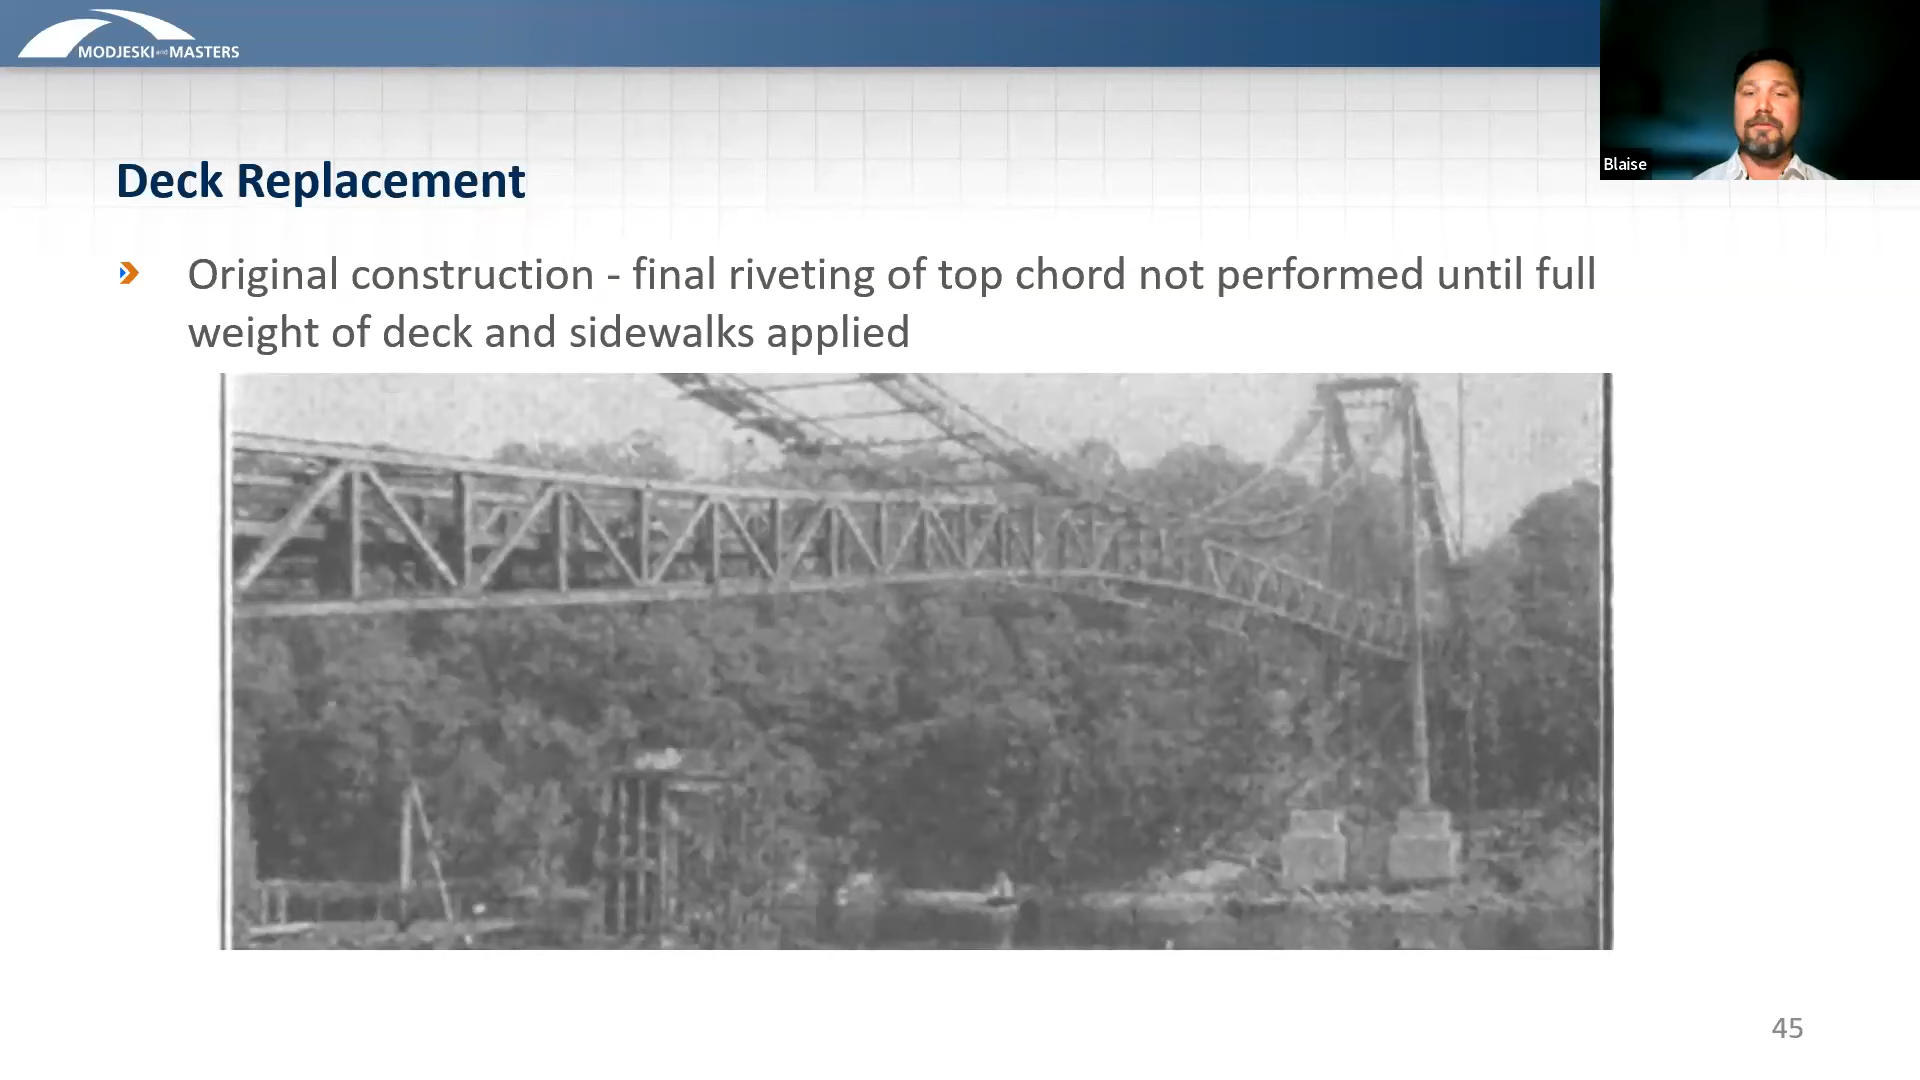 MODJESKI and MASTERS
Blaise
Deck Replacement
Original construction - final riveting of top chord not performed until full
weight of deck and sidewalks applied
45